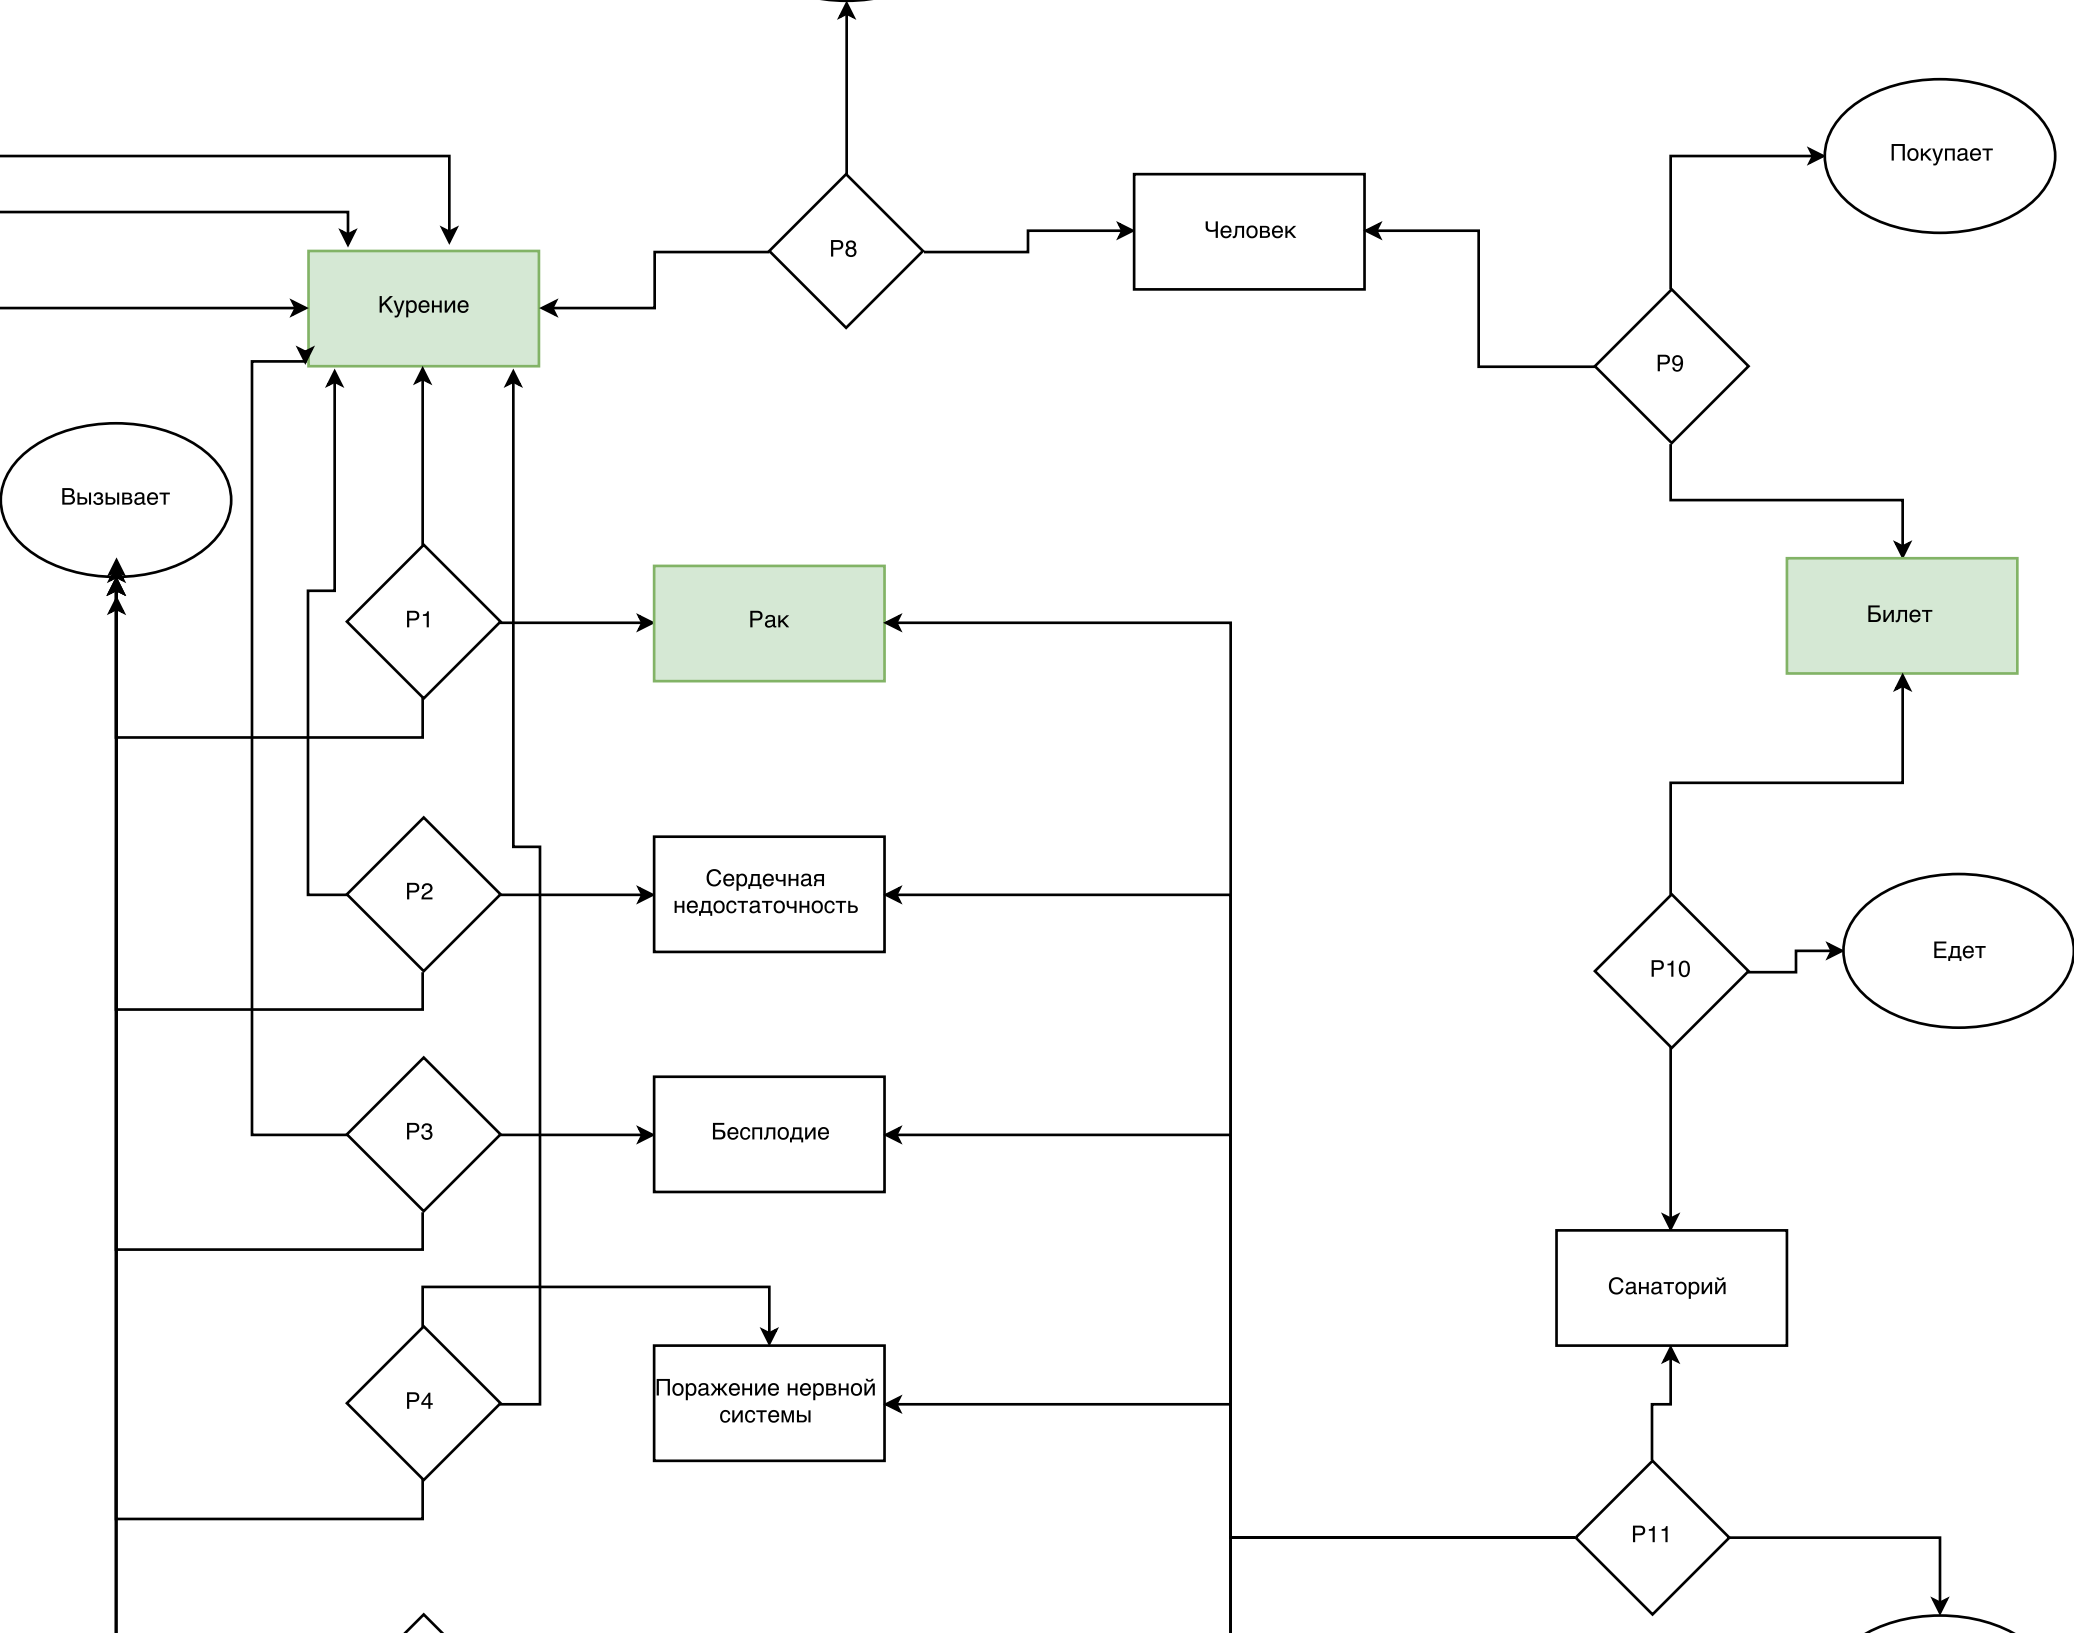 Покупает
Человек
P8
Курение
P9
Вызывает
P1
Рак
Билет
P2
Сердечная
недостаточность
Едет
P10
P3
Бесплодие
Санаторий
P4
Поражение нервной
системы
P11